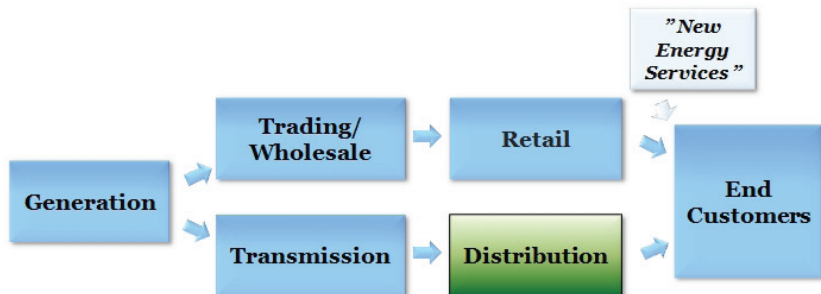 "New
Energy
Services"
Trading/
Wholesale
Retail
Generation
End
Customers
Transmission
Distribution